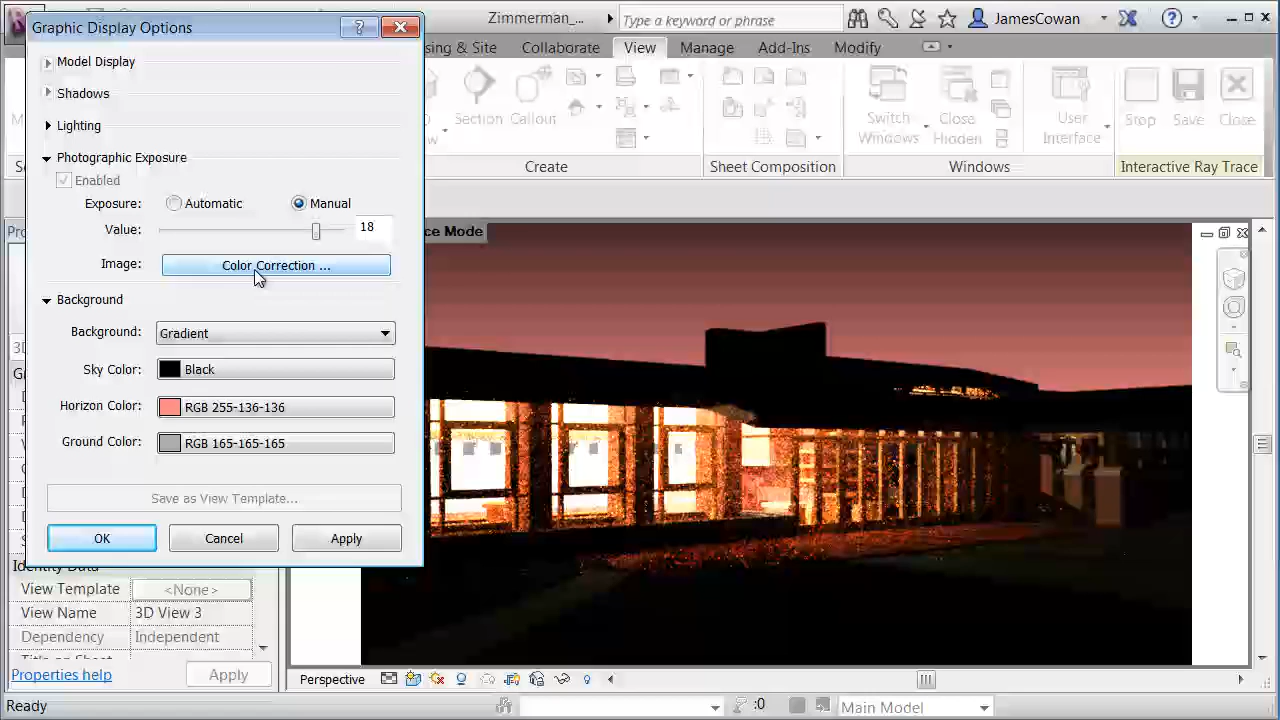 Graphic Display Options
?
Zimmerman_...
Type a keyword or phrase
JamesCowan
?
Model Display
Shadows
Lighting
Photographic Exposure
Enabled
Exposure: Automatic Manual
Value: 18
Image: Color Correction ...
Background
Background: Gradient
Sky Color: Black
Horizon Color: RGB 255-136-136
Ground Color: RGB 165-165-165
Save as View Template...
OK Cancel Apply
& Site Collaborate View Manage Add-Ins Modify
Section Callout
Switch Windows
Close Hidden
User Interface
Stop Save Close
Create Sheet Composition Windows Interactive Ray Trace
ce Mode
Identity Data
View Template <None>
View Name 3D View 3
Dependency Independent
Properties help Apply
Perspective
Ready
:0
Main Model